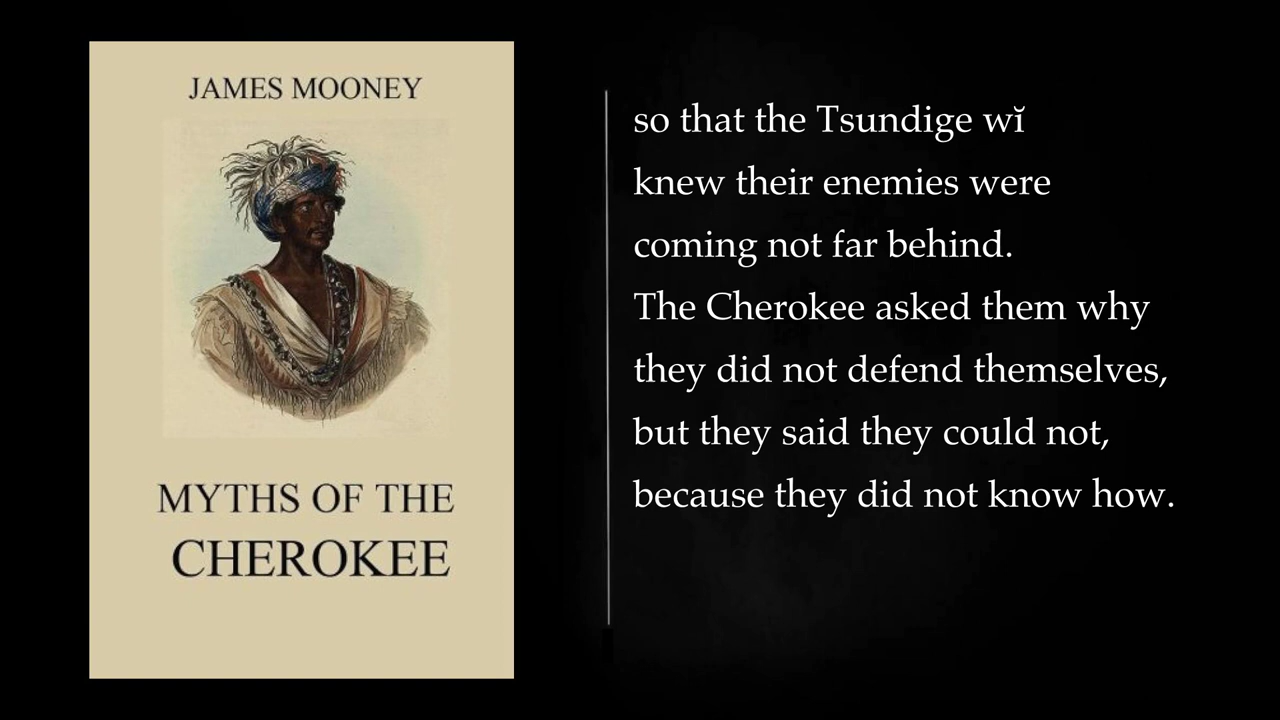 JAMES MOONEY
MYTHS OF THE
CHEROKEE
so that the Tsundige wĭ
knew their enemies were
coming not far behind.
The Cherokee asked them why
they did not defend themselves,
but they said they could not,
because they did not know how.